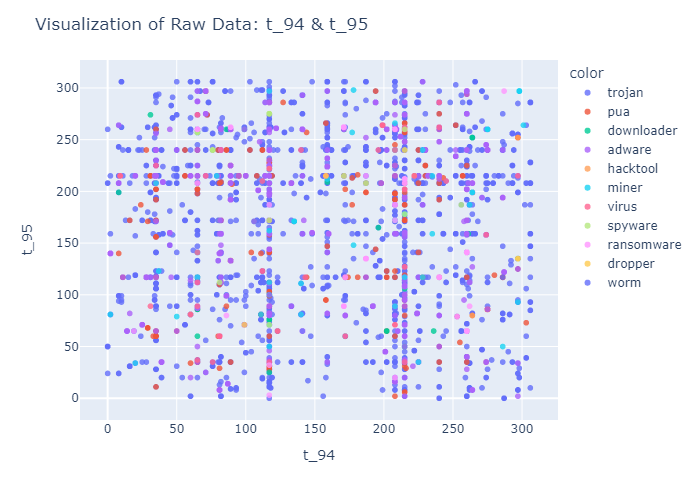 Visualization of Raw Data: t_94 & t_95
color
trojan
pua
downloader
adware
hacktool
miner
virus
spyware
ransomware
dropper
worm
300
250
200
150
100
50
0
t_95
0 50 100 150 200 250 300
t_94